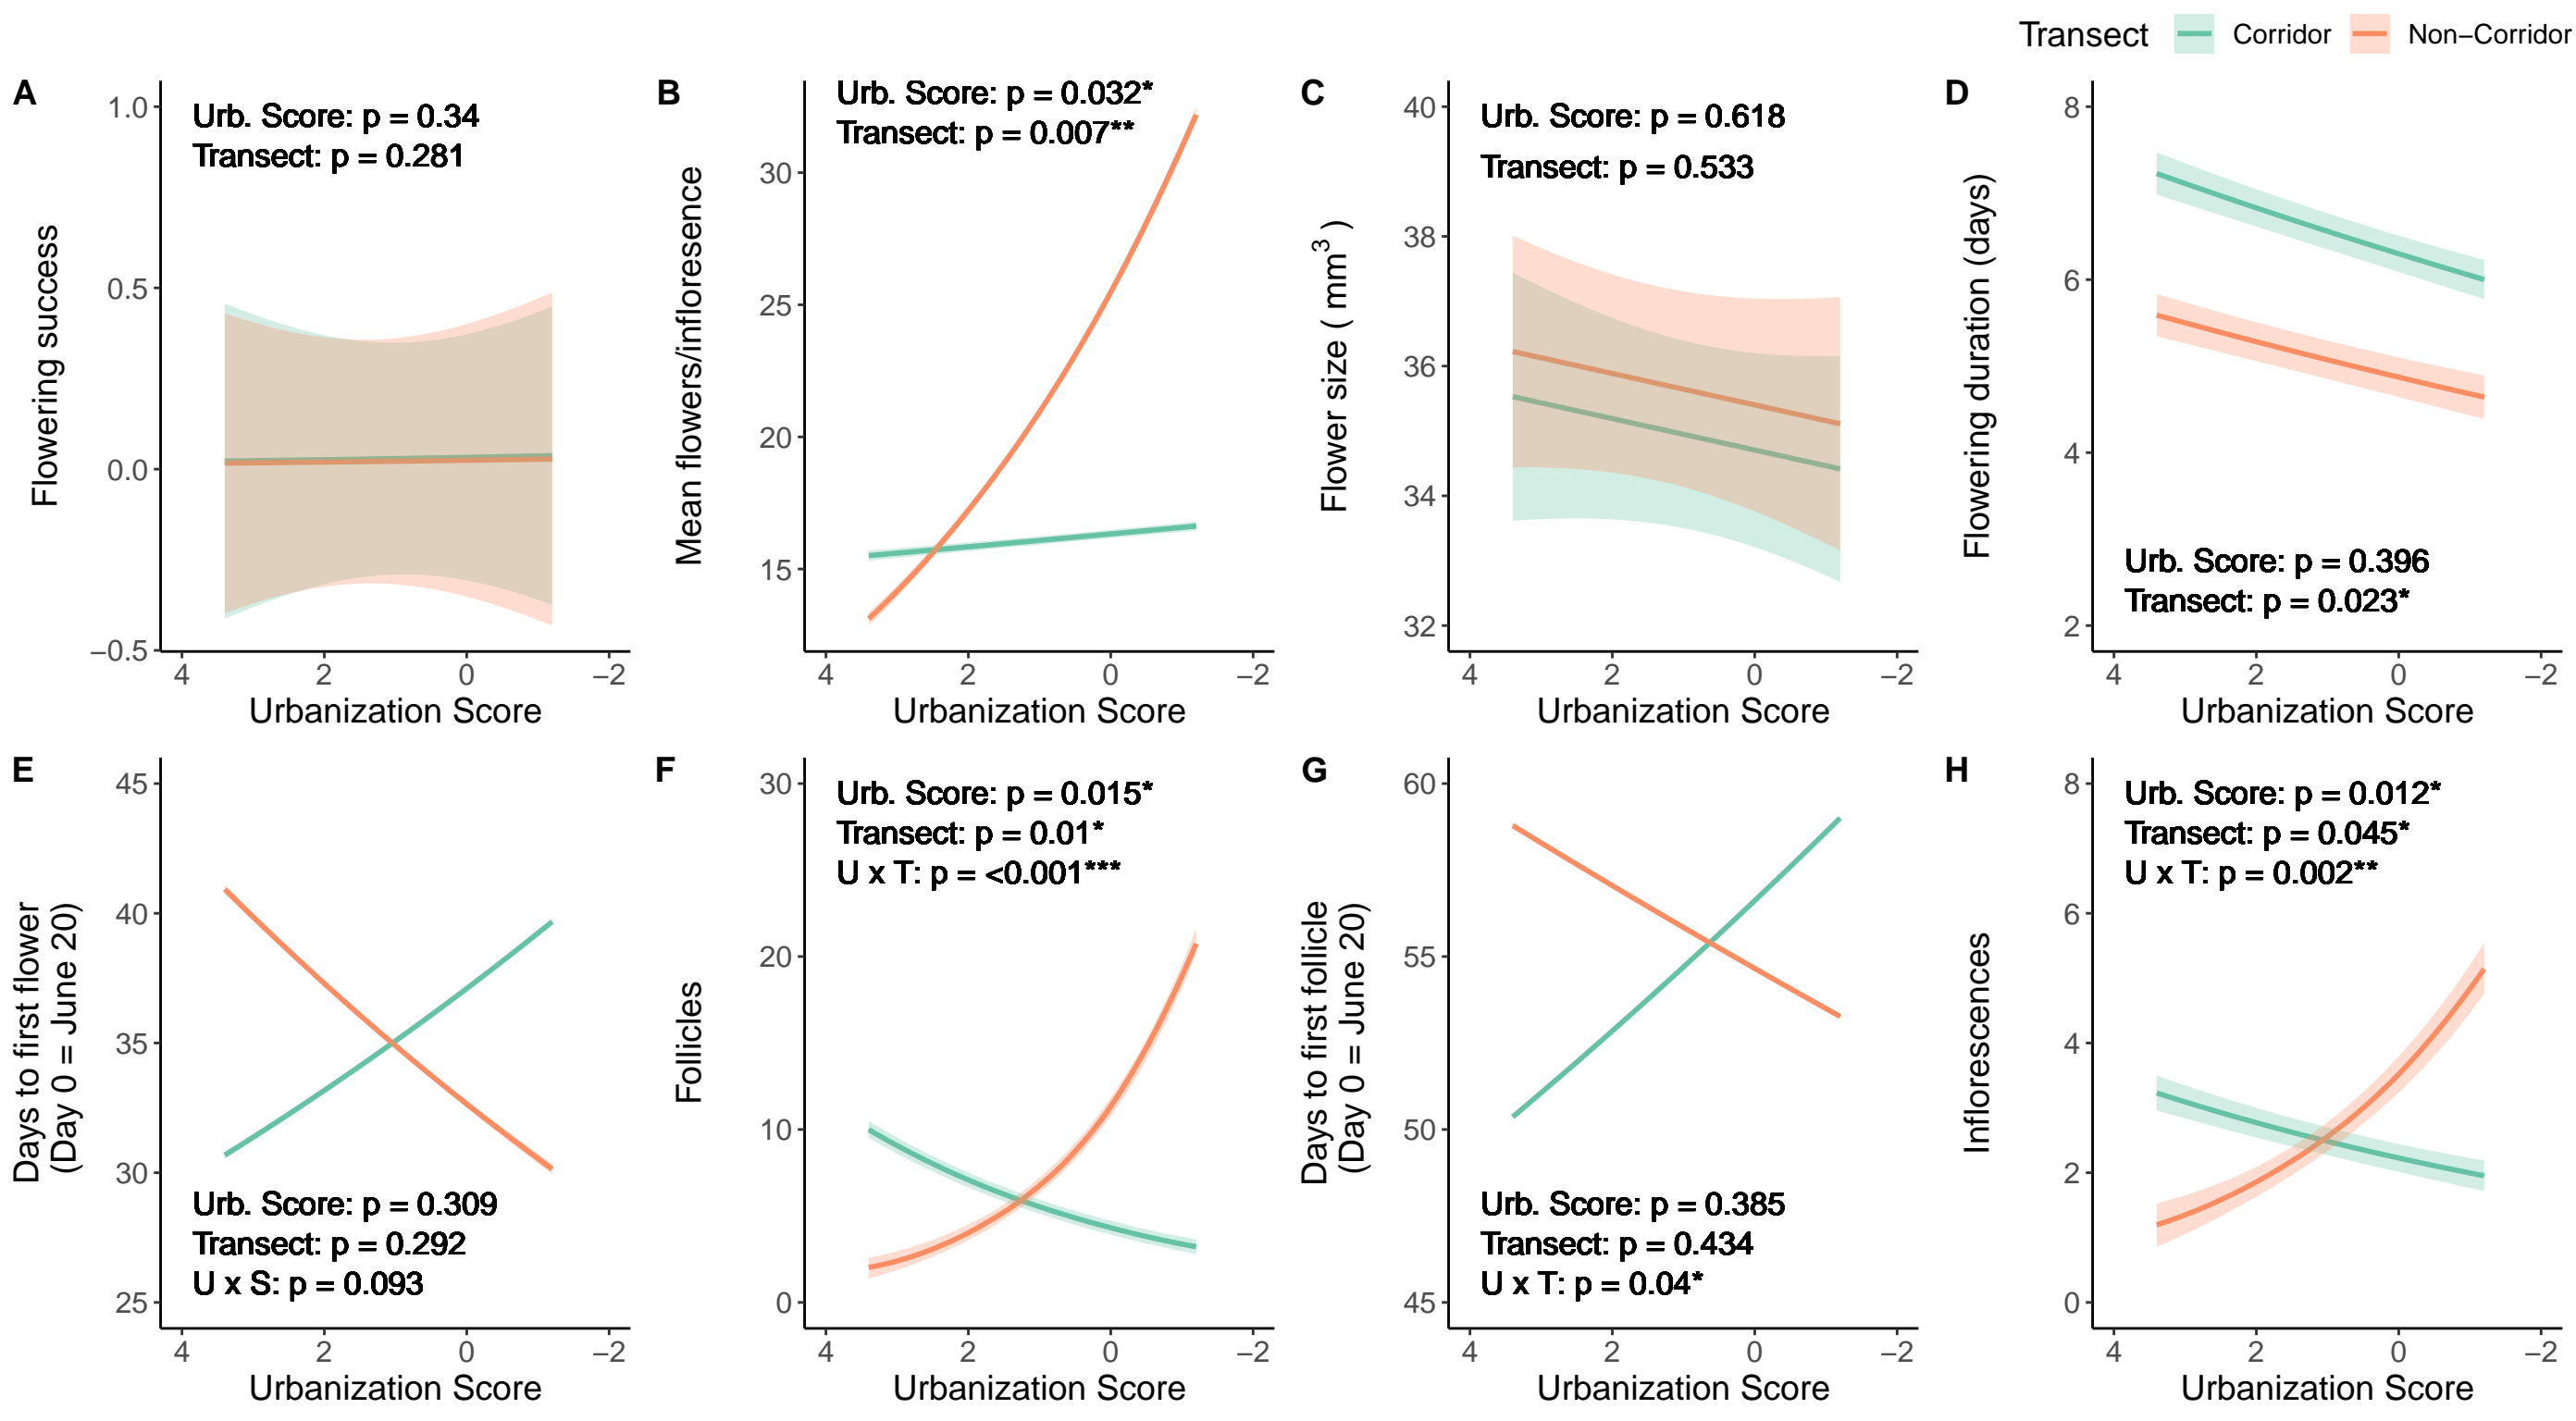 Transect Corridor Non−Corridor
A
Urb. Score: p = 0.34
Transect: p = 0.281
Flowering success
1.0
0.5
0.0
−0.5
4 2 0 −2
Urbanization Score
B
Urb. Score: p = 0.032*
Transect: p = 0.007**
Mean flowers/infloresence
30
25
20
15
4 2 0 −2
Urbanization Score
C
Urb. Score: p = 0.618
Transect: p = 0.533
Flower size ( mm³ )
40
38
36
34
32
4 2 0 −2
Urbanization Score
D
Flowering duration (days)
8
6
4
2
Urb. Score: p = 0.396
Transect: p = 0.023*
4 2 0 −2
Urbanization Score
E
Days to first flower
(Day 0 = June 20)
45
40
35
30
25
Urb. Score: p = 0.309
Transect: p = 0.292
U x S: p = 0.093
4 2 0 −2
Urbanization Score
F
Urb. Score: p = 0.015*
Transect: p = 0.01*
U x T: p = <0.001***
Follicles
30
20
10
0
4 2 0 −2
Urbanization Score
G
Days to first follicle
(Day 0 = June 20)
60
55
50
45
Urb. Score: p = 0.385
Transect: p = 0.434
U x T: p = 0.04*
4 2 0 −2
Urbanization Score
H
Urb. Score: p = 0.012*
Transect: p = 0.045*
U x T: p = 0.002**
Inflorescences
8
6
4
2
0
4 2 0 −2
Urbanization Score